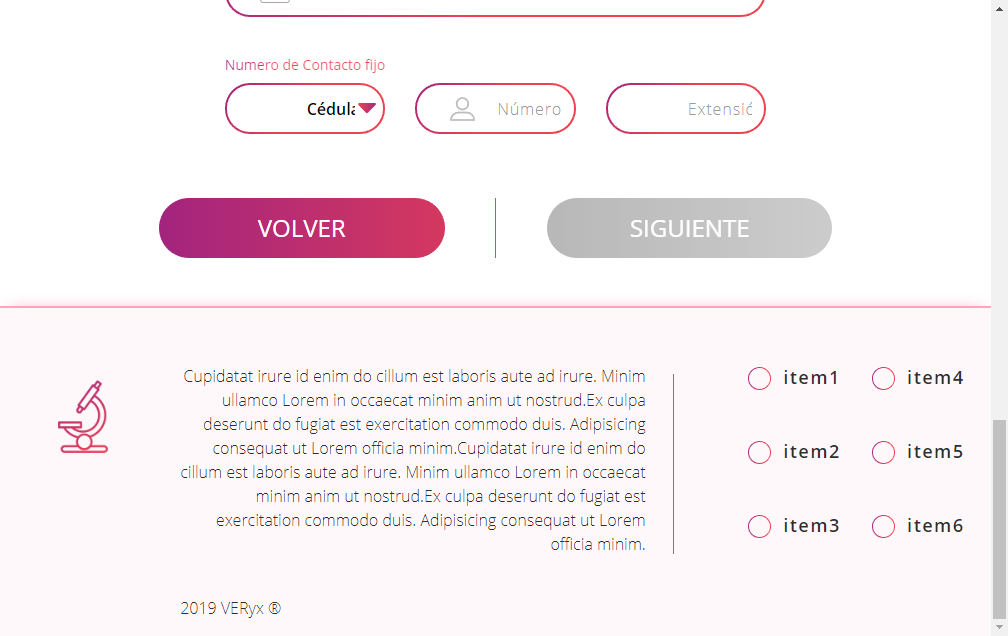 Numero de Contacto fijo
Número
VOLVER
SIGUIENTE
Cupidatat irure id enim do cillum est laboris aute ad irure. Minim
ullamco Lorem in occaecat minim anim ut nostrud.Ex culpa
deserunt do fugiat est exercitation commodo duis. Adipisicing
consequat ut Lorem officia minim.Cupidatat irure id enim do
cillum est laboris aute ad irure. Minim ullamco Lorem in occaecat
minim anim ut nostrud.Ex culpa deserunt do fugiat est
exercitation commodo duis. Adipisicing consequat ut Lorem
officia minim.
item1 item4
item2 item5
item3 item6
2019 VERyx ®